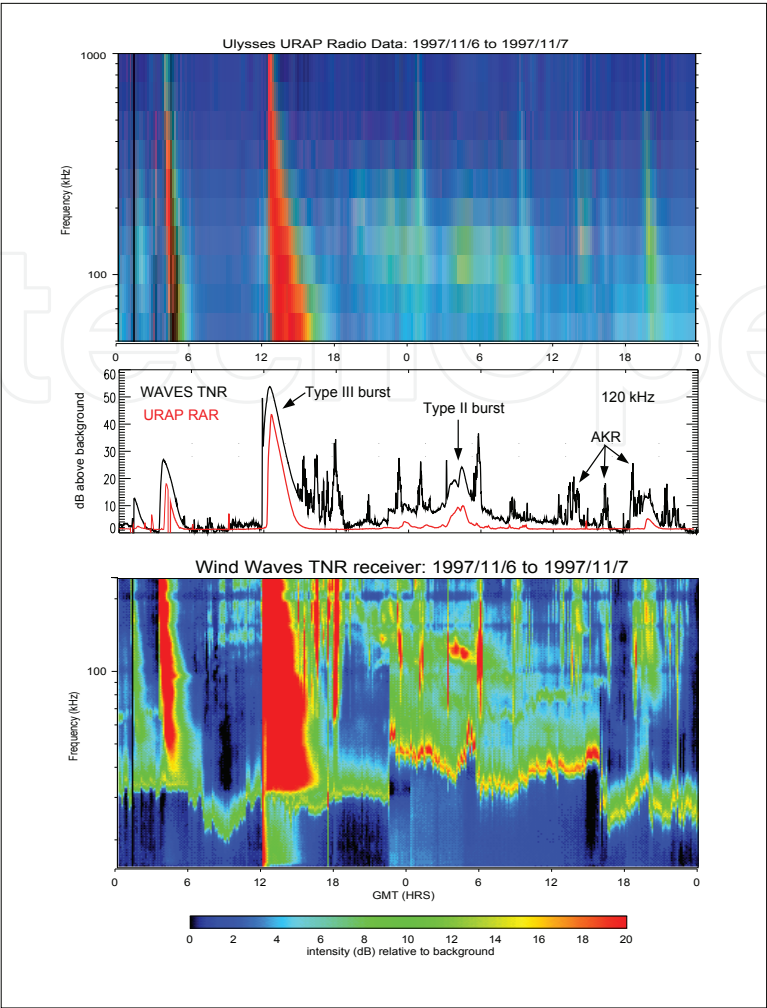 Ulysses URAP Radio Data: 1997/11/6 to 1997/11/7
1000
Frequency (kHz)
100
0 6 12 18 0 6 12 18 0
60
50
40
30
20
10
0
dB above background
WAVES TNR
URAP RAR
Type III burst
Type II burst
120 kHz
AKR
Wind Waves TNR receiver: 1997/11/6 to 1997/11/7
Frequency (kHz)
100
0 6 12 18 0 6 12 18 0
GMT (HRS)
0 2 4 6 8 10 12 14 16 18 20
intensity (dB) relative to background